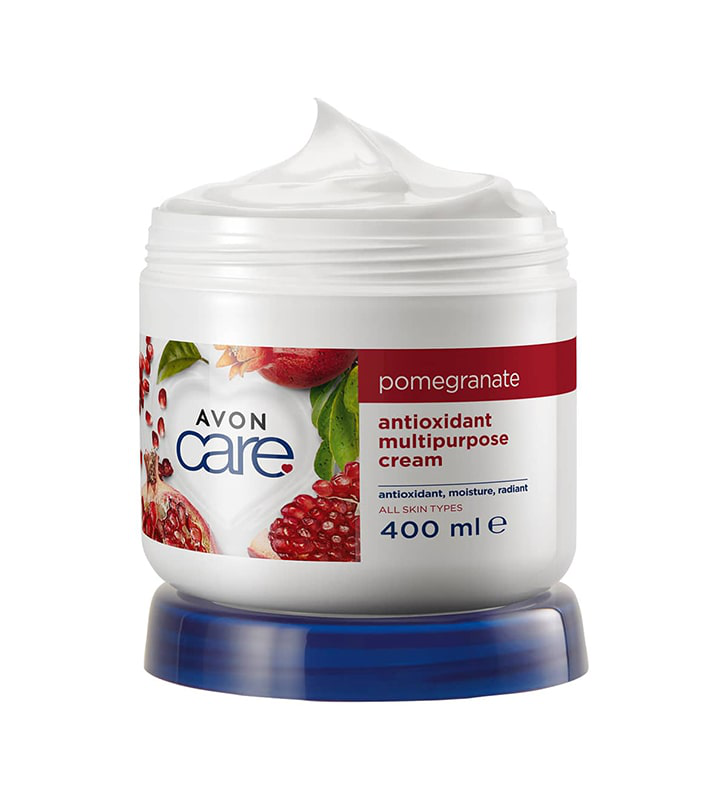 AVON
care
pomegranate
antioxidant
multipurpose
cream
antioxidant, moisture, radiant
ALL SKIN TYPES
400 ml ℮